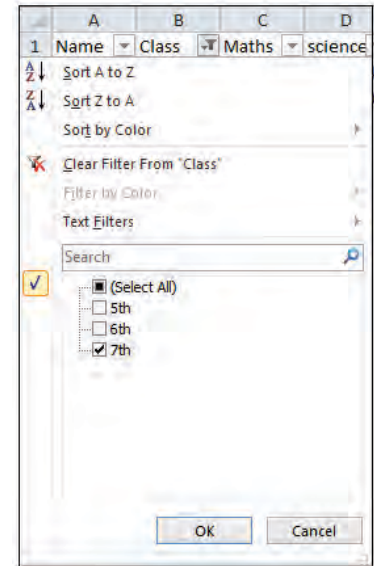 A B C D
1 Name Class Maths science
Sort A to Z
Sort Z to A
Sort by Color
Clear Filter From "Class"
Filter by Color
Text Filters
Search
(Select All)
5th
6th
7th
OK Cancel